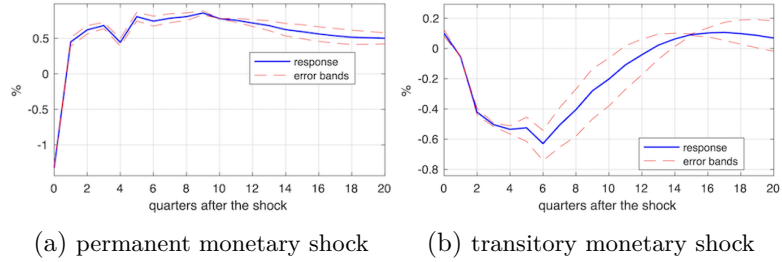 0.5
0
-0.5
-1
%
0 2 4 6 8 10 12 14 16 18 20
quarters after the shock
response
error bands
(a) permanent monetary shock
0.2
0
-0.2
-0.4
-0.6
-0.8
%
0 2 4 6 8 10 12 14 16 18 20
quarters after the shock
response
error bands
(b) transitory monetary shock